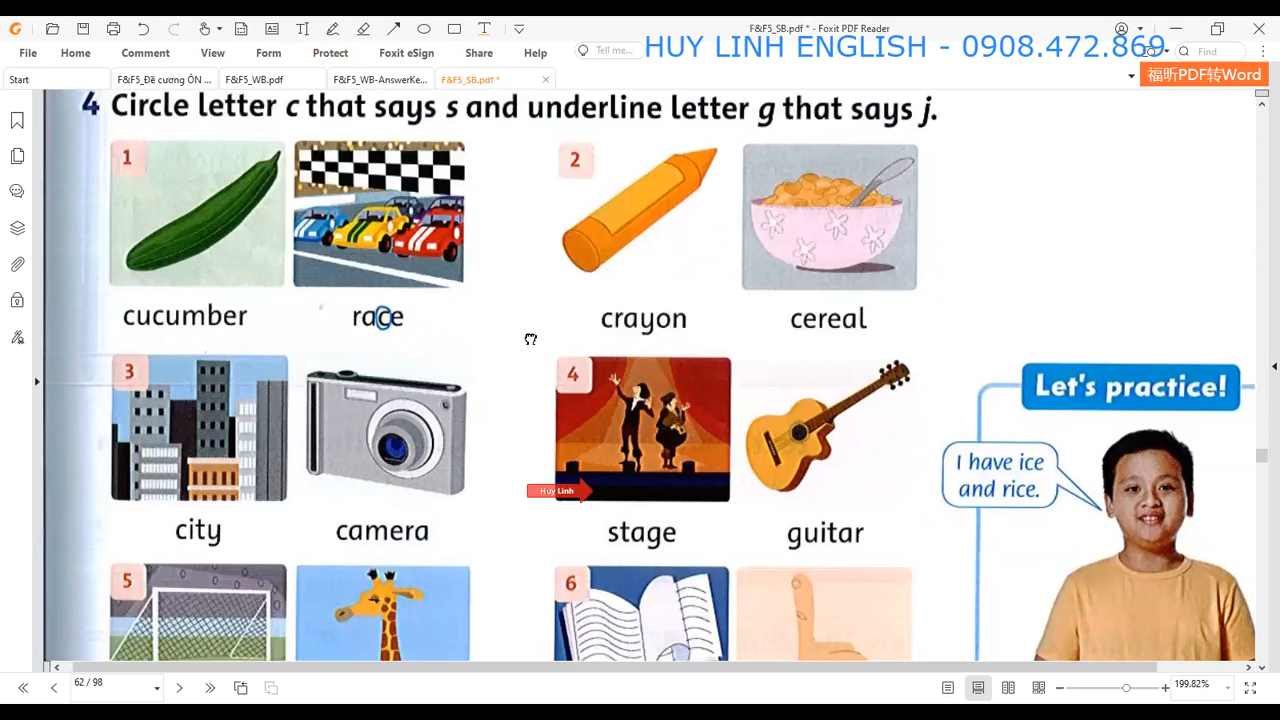 F&F5_SB.pdf * - Foxit PDF Reader
File Home Comment View Form Protect Foxit eSign Share Help Tell me... Find
HUY LINH ENGLISH - 0908.472.869
Start F&F5_Đề cương ÔN ... F&F5_WB.pdf F&F5_WB-AnswerKe... F&F5_SB.pdf *
福昕PDF转Word
4 Circle letter c that says s and underline letter g that says j.
1
2
cucumber race crayon cereal
3
4
Let's practice!
I have ice
and rice.
Huy Linh
city camera stage guitar
5
6
62 / 98
199.82%